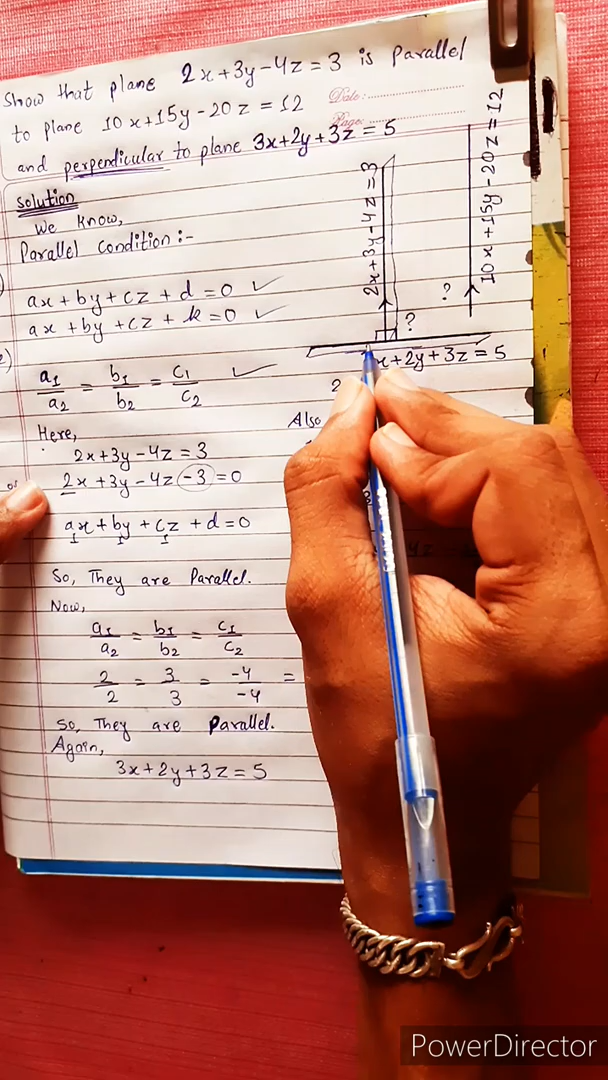 Show that plane 2x+3y-4z=3 is Parallel
Date:
to plane 10x+15y-20z=12
Page:
and perpendicular to plane 3x+2y+3z=5
Solution
We Know,
Parallel Condition:-
ax+by+cz+d=0 ✓
ax+by+cz+k=0 ✓
a₁/a₂ = b₁/b₂ = c₁/c₂ ✓
Here,
2x+3y-4z=3
or 2x+3y-4z-3=0
ax+by+cz+d=0
So, They are Parallel.
Now,
a₁/a₂ = b₁/b₂ = c₁/c₂
2/2 = 3/3 = -4/-4 =
So, They are Parallel.
Again,
3x+2y+3z=5
2x+3y-4z=3
10x+15y-20z=12
?
?
x+2y+3z=5
2
Also
PowerDirector